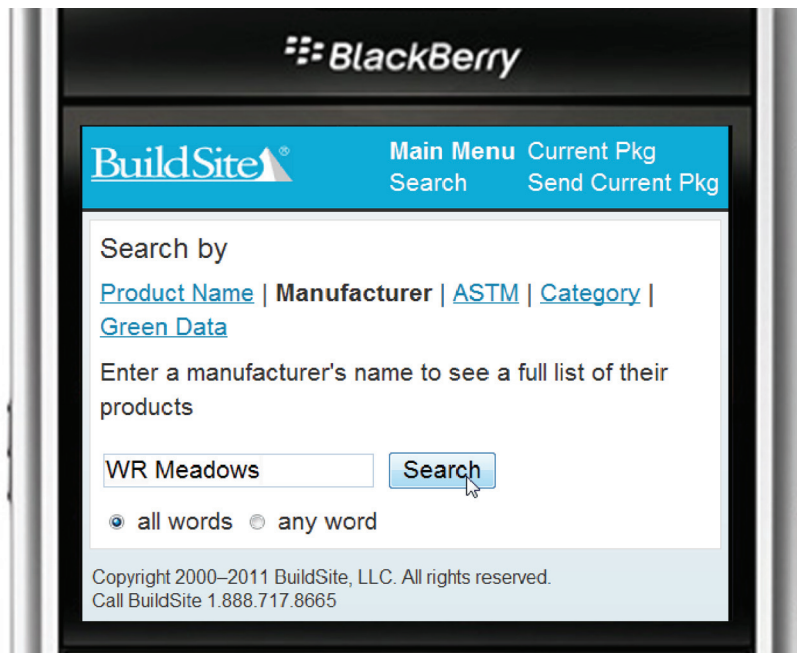 BlackBerry
BuildSite®
Main Menu Current Pkg
Search Send Current Pkg
Search by
Product Name | Manufacturer | ASTM | Category |
Green Data
Enter a manufacturer's name to see a full list of their
products
WR Meadows Search
all words any word
Copyright 2000–2011 BuildSite, LLC. All rights reserved.
Call BuildSite 1.888.717.8665